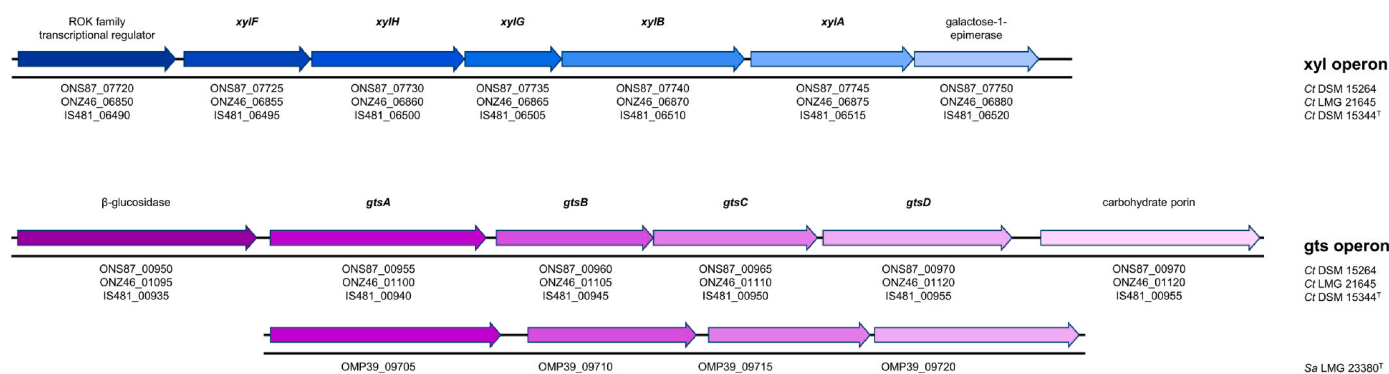 ROK family
transcriptional regulator
xylF
xylH
xylG
xylB
xylA
galactose-1-
epimerase
xyl operon
ONS87_07720 ONS87_07725 ONS87_07730 ONS87_07735 ONS87_07740 ONS87_07745 ONS87_07750 Ct DSM 15264
ONZ46_06850 ONZ46_06855 ONZ46_06860 ONZ46_06865 ONZ46_06870 ONZ46_06875 ONZ46_06880 Ct LMG 21645
IS481_06490 IS481_06495 IS481_06500 IS481_06505 IS481_06510 IS481_06515 IS481_06520 Ct DSM 15344T
β-glucosidase gtsA gtsB gtsC gtsD carbohydrate porin
gts operon
ONS87_00950 ONS87_00955 ONS87_00960 ONS87_00965 ONS87_00970 ONS87_00970 Ct DSM 15264
ONZ46_01095 ONZ46_01100 ONZ46_01105 ONZ46_01110 ONZ46_01120 ONZ46_01120 Ct LMG 21645
IS481_00935 IS481_00940 IS481_00945 IS481_00950 IS481_00955 IS481_00955 Ct DSM 15344T
OMP39_09705 OMP39_09710 OMP39_09715 OMP39_09720 Sa LMG 23380T